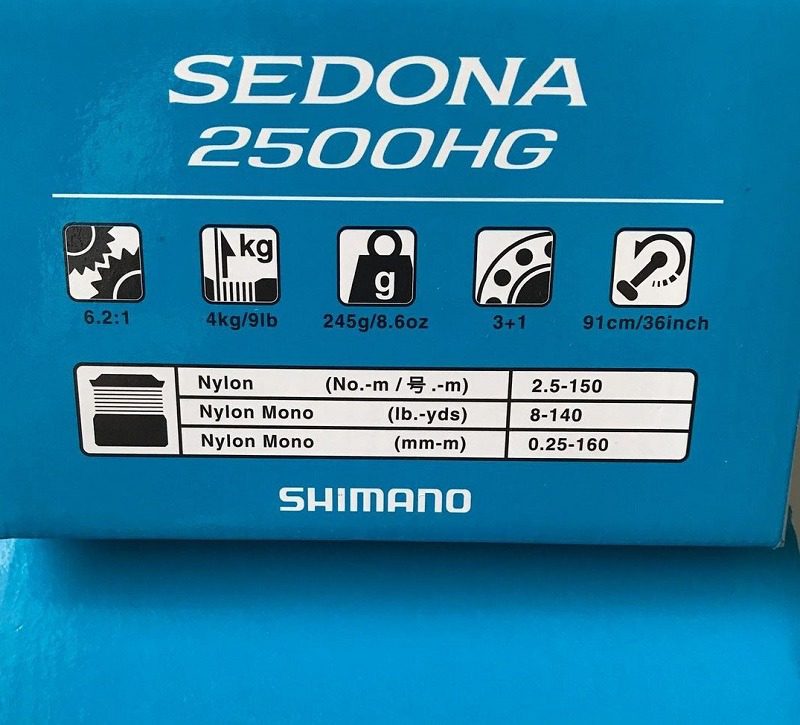 SEDONA
2500HG
kg
g
6.2:1 4kg/9lb 245g/8.6oz 3+1 91cm/36inch
Nylon (No.-m / 号.-m) 2.5-150
Nylon Mono (lb.-yds) 8-140
Nylon Mono (mm-m) 0.25-160
SHIMANO